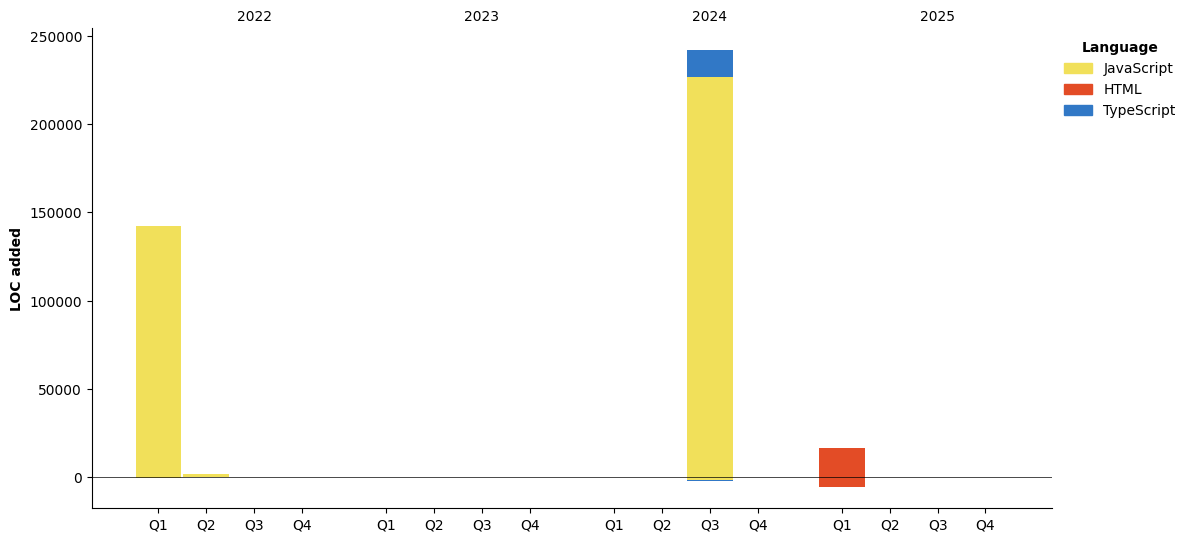 2022 2023 2024 2025
Language
JavaScript
HTML
TypeScript
250000
200000
150000
100000
50000
0
LOC added
Q1 Q2 Q3 Q4 Q1 Q2 Q3 Q4 Q1 Q2 Q3 Q4 Q1 Q2 Q3 Q4